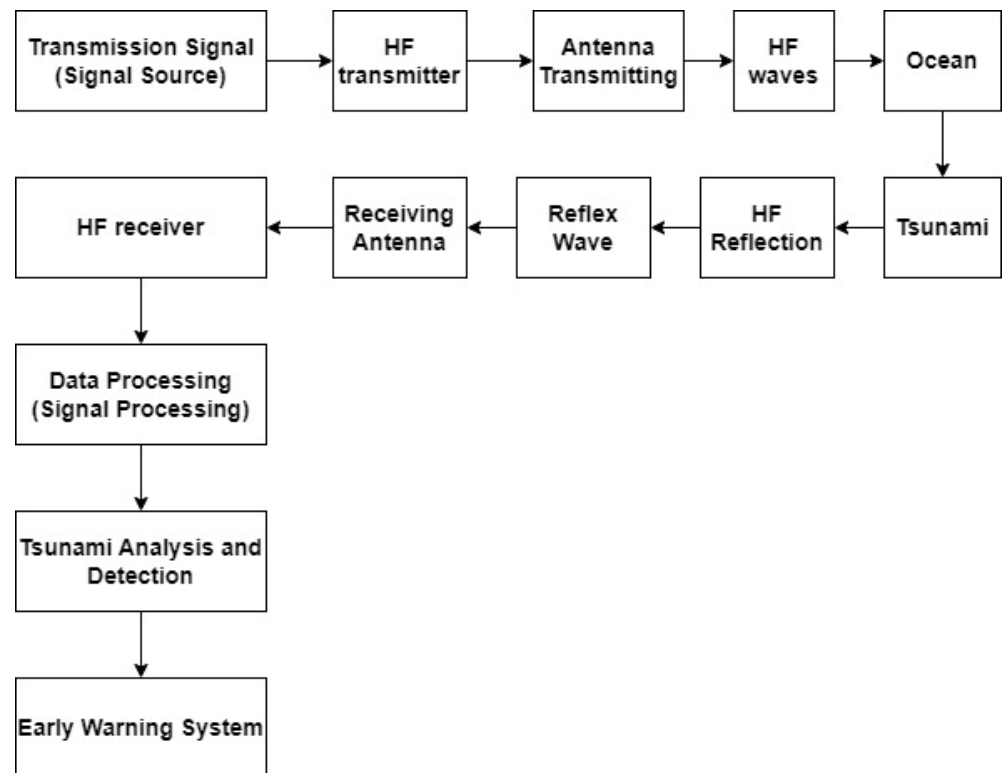 Transmission Signal
(Signal Source)
HF
transmitter
Antenna
Transmitting
HF
waves
Ocean
HF receiver
Receiving
Antenna
Reflex
Wave
HF
Reflection
Tsunami
Data Processing
(Signal Processing)
Tsunami Analysis and
Detection
Early Warning System